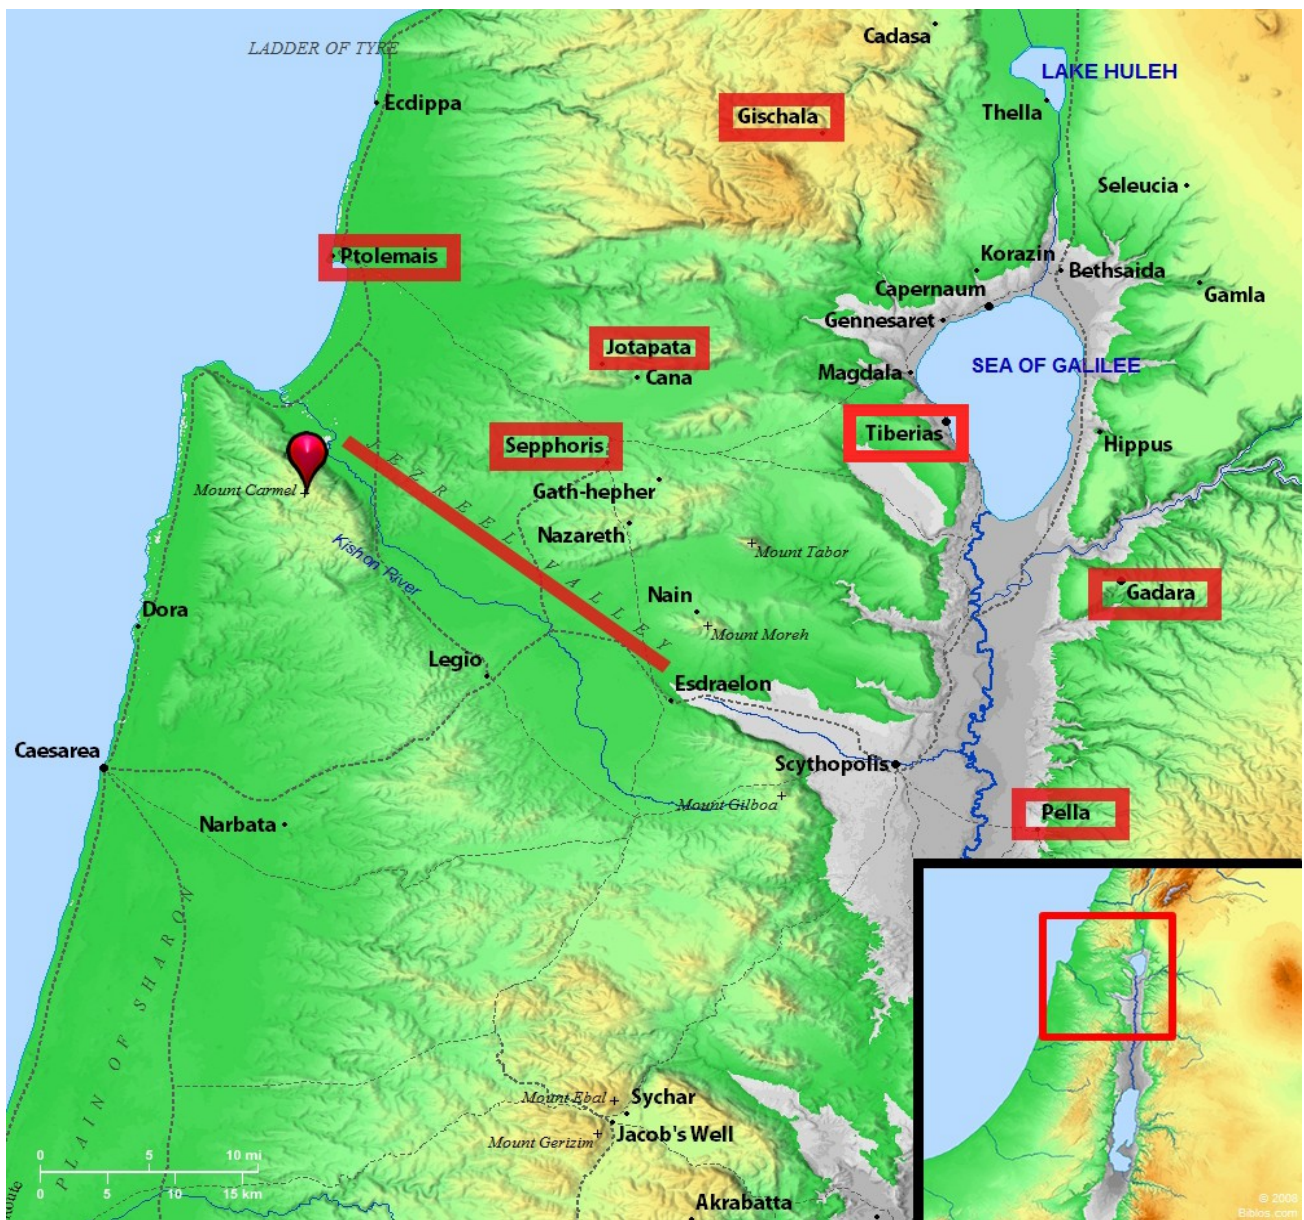 Cadasa
LADDER OF TYRE
LAKE HULEH
Ecdippa
Thella
Gischala
Seleucia
Ptolemais
Korazin
Bethsaida
Capernaum
Gamla
Gennesaret
Jotapata
SEA OF GALILEE
Magdala
Cana
Tiberias
Sepphoris
Hippus
JEZREEL VALLEY
Mount Carmel
Gath-hepher
Nazareth
Mount Tabor
Kishon River
Gadara
Nain
Dora
Mount Moreh
Legio
Esdraelon
Caesarea
Scythopolis
Mount Gilboa
Pella
Narbata
PLAIN OF SHARON
Mount Ebal
Sychar
Jacob's Well
Mount Gerizim
0 5 10 mi
0 5 10 15 km
Route
Akrabatta
© 2008
Biblos.com